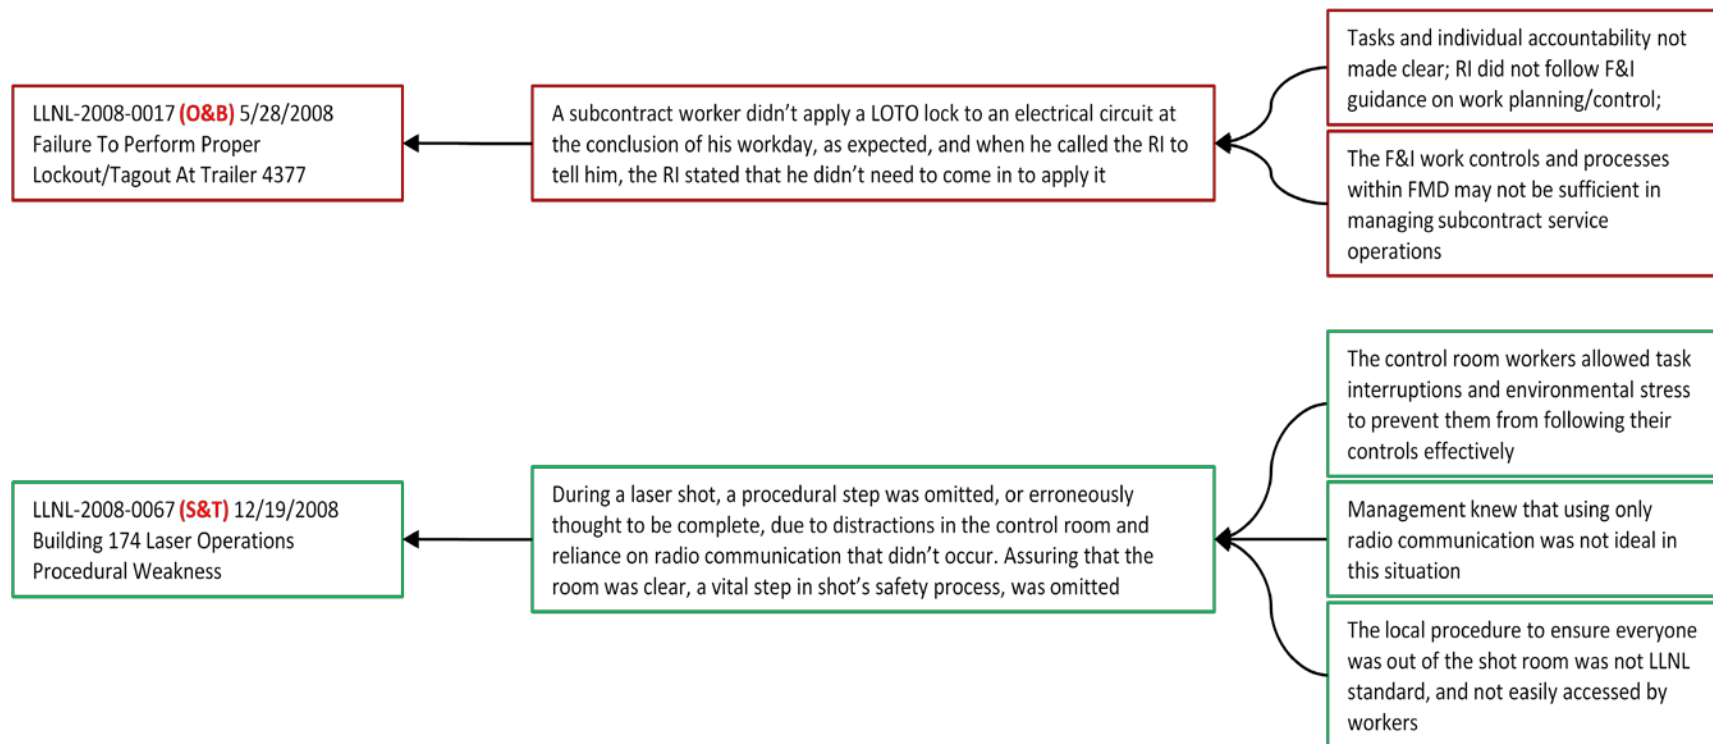 LLNL-2008-0017 (O&B) 5/28/2008
Failure To Perform Proper
Lockout/Tagout At Trailer 4377
A subcontract worker didn't apply a LOTO lock to an electrical circuit at
the conclusion of his workday, as expected, and when he called the RI to
tell him, the RI stated that he didn't need to come in to apply it
Tasks and individual accountability not
made clear; RI did not follow F&I
guidance on work planning/control;
The F&I work controls and processes
within FMD may not be sufficient in
managing subcontract service
operations
LLNL-2008-0067 (S&T) 12/19/2008
Building 174 Laser Operations
Procedural Weakness
During a laser shot, a procedural step was omitted, or erroneously
thought to be complete, due to distractions in the control room and
reliance on radio communication that didn't occur. Assuring that the
room was clear, a vital step in shot's safety process, was omitted
The control room workers allowed task
interruptions and environmental stress
to prevent them from following their
controls effectively
Management knew that using only
radio communication was not ideal in
this situation
The local procedure to ensure everyone
was out of the shot room was not LLNL
standard, and not easily accessed by
workers